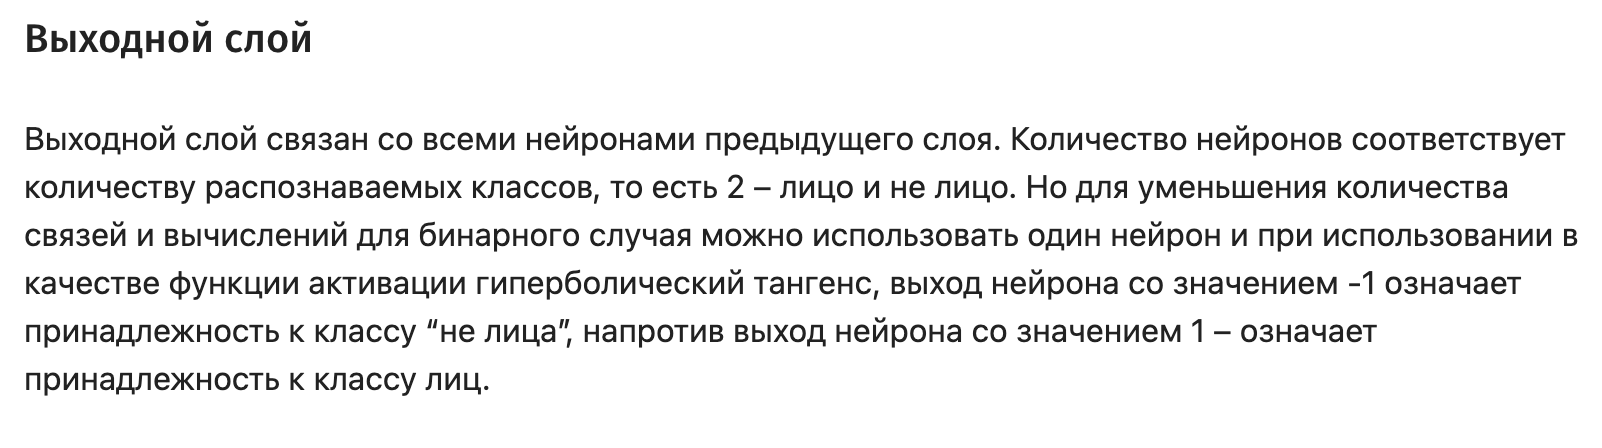 Выходной слой
Выходной слой связан со всеми нейронами предыдущего слоя. Количество нейронов соответствует
количеству распознаваемых классов, то есть 2 – лицо и не лицо. Но для уменьшения количества
связей и вычислений для бинарного случая можно использовать один нейрон и при использовании в
качестве функции активации гиперболический тангенс, выход нейрона со значением -1 означает
принадлежность к классу “не лица”, напротив выход нейрона со значением 1 – означает
принадлежность к классу лиц.